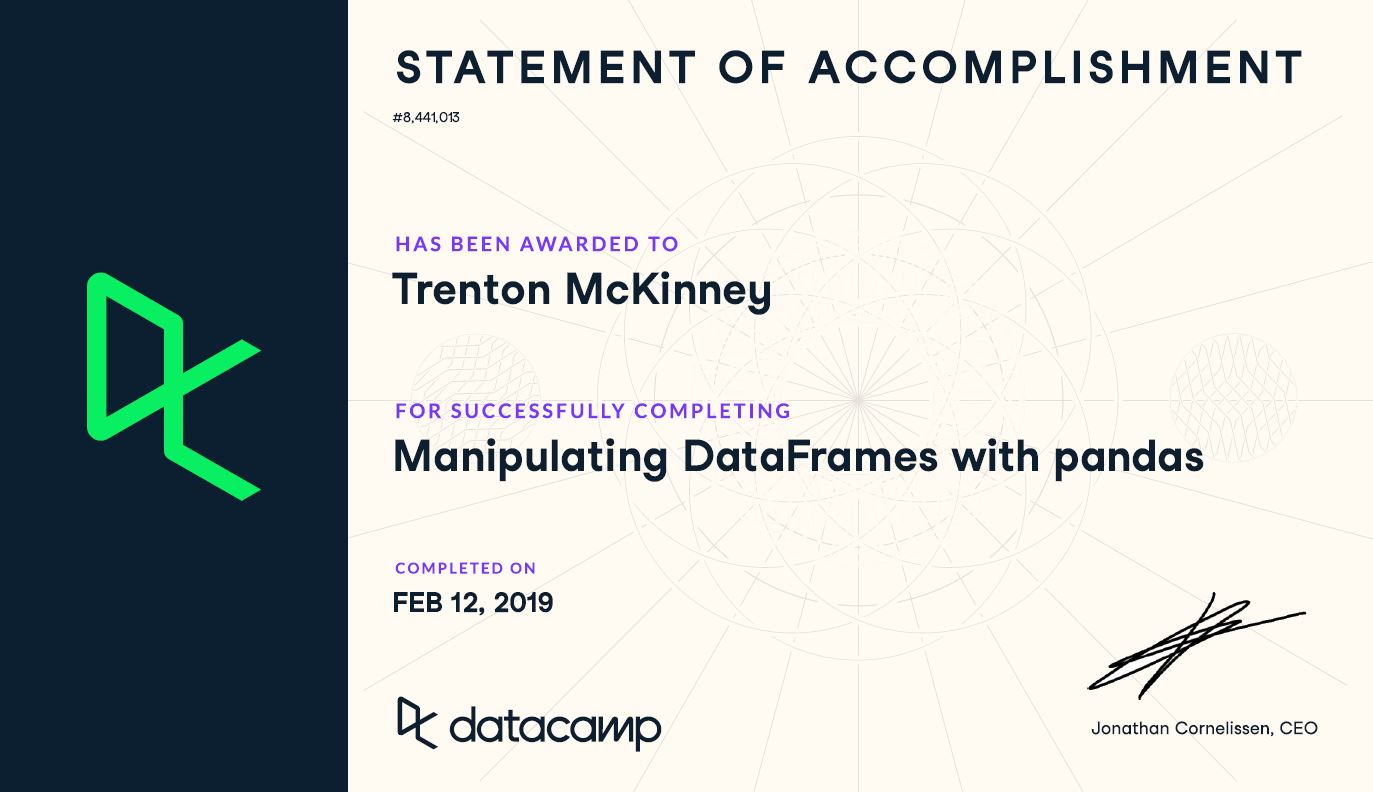 STATEMENT OF ACCOMPLISHMENT
#8,441,013
HAS BEEN AWARDED TO
Trenton McKinney
FOR SUCCESSFULLY COMPLETING
Manipulating DataFrames with pandas
COMPLETED ON
FEB 12, 2019
datacamp
Jonathan Cornelissen, CEO